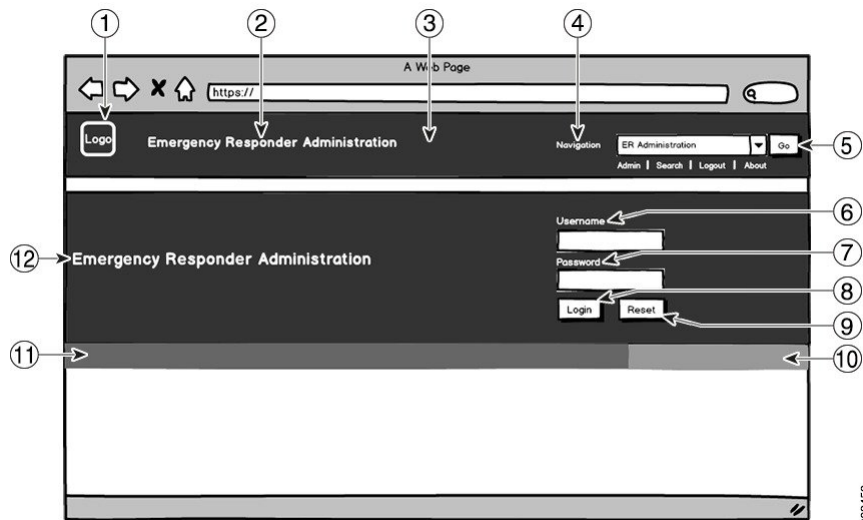 1 2 3 4
A Web Page
https://
Logo
Emergency Responder Administration
Navigation
ER Administration
Go
5
Admin | Search | Logout | About
Username
6
12
Emergency Responder Administration
Password
7
8
Login
Reset
9
11
10